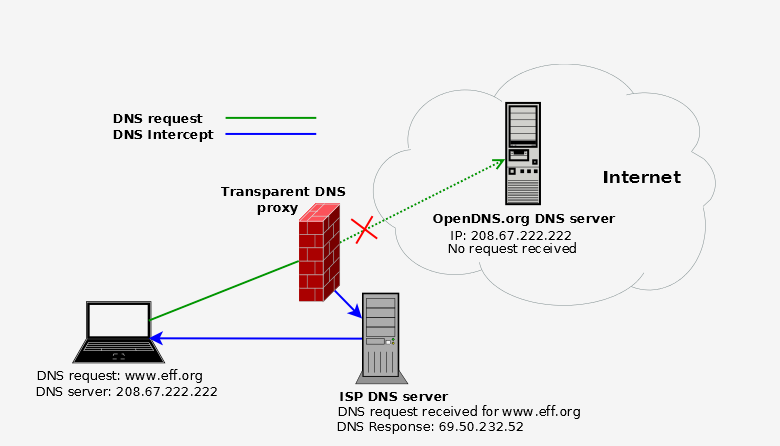 DNS request
DNS Intercept
Transparent DNS
proxy
Internet
OpenDNS.org DNS server
IP: 208.67.222.222
No request received
DNS request: www.eff.org
DNS server: 208.67.222.222
ISP DNS server
DNS request received for www.eff.org
DNS Response: 69.50.232.52